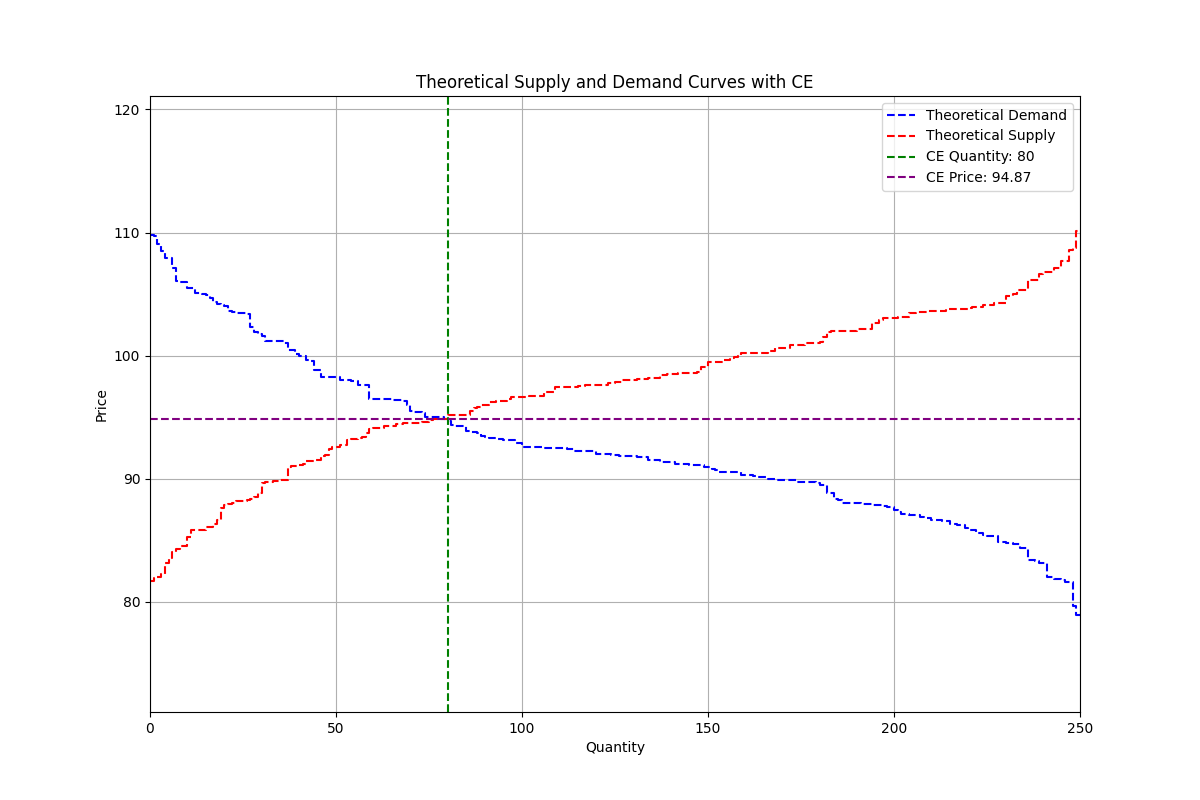 Theoretical Supply and Demand Curves with CE
Theoretical Demand
Theoretical Supply
CE Quantity: 80
CE Price: 94.87
Price
120
110
100
90
80
0 50 100 150 200 250
Quantity